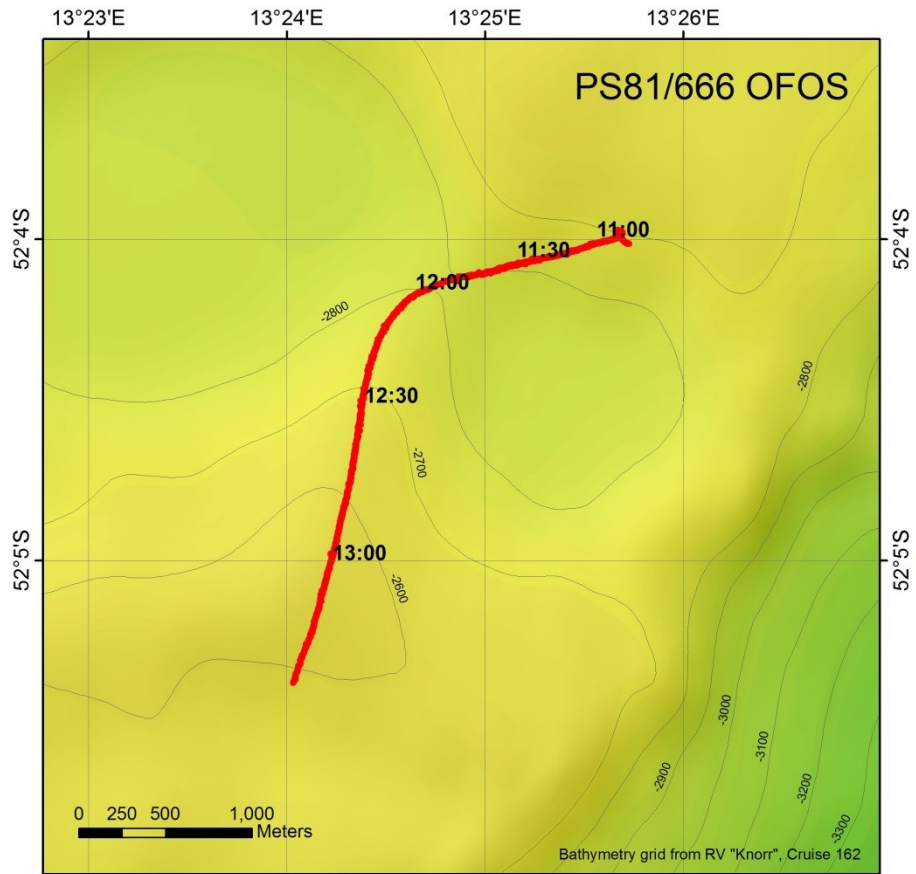 13°23'E 13°24'E 13°25'E 13°26'E
PS81/666 OFOS
52°4'S 52°4'S
11:00
11:30
12:00
-2800
-2800
12:30
-2700
52°5'S 52°5'S
13:00
-2600
-3000
-3100
-2900
-3200
-3300
0 250 500 1,000
Meters
Bathymetry grid from RV "Knorr", Cruise 162